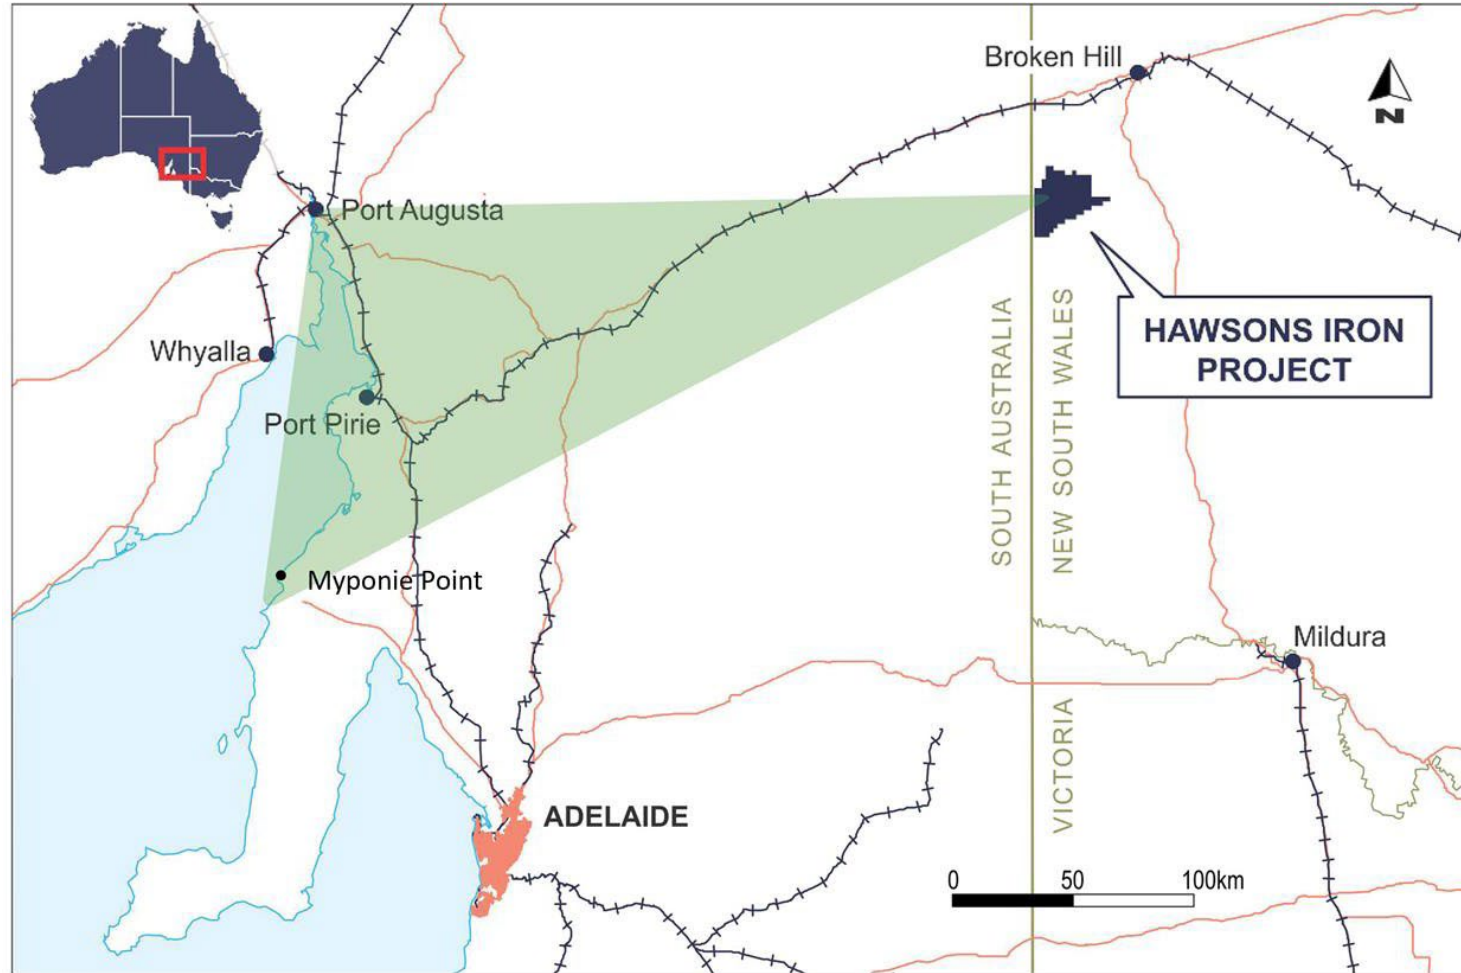 Broken Hill
N
Port Augusta
SOUTH AUSTRALIA
NEW SOUTH WALES
HAWSONS IRON
PROJECT
Whyalla
Port Pirie
Myponie Point
Mildura
VICTORIA
ADELAIDE
0 50 100km